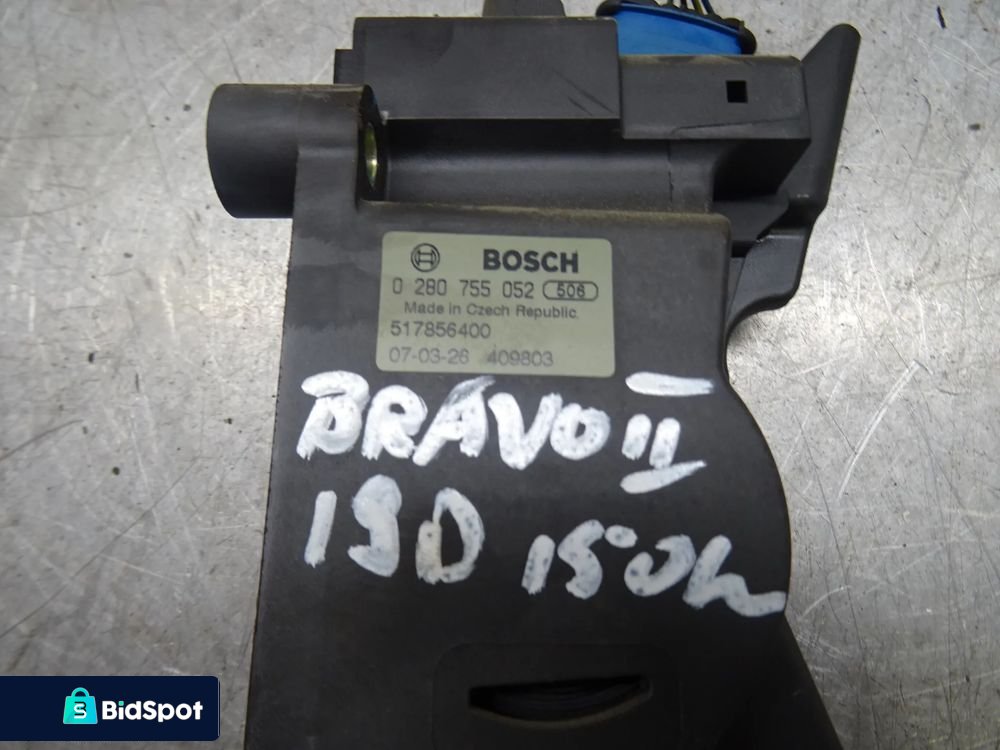 BOSCH
0 280 755 052 506
Made in Czech Republic
517856400
07-03-26 409803
BRAVO II
19D 150h
BidSpot